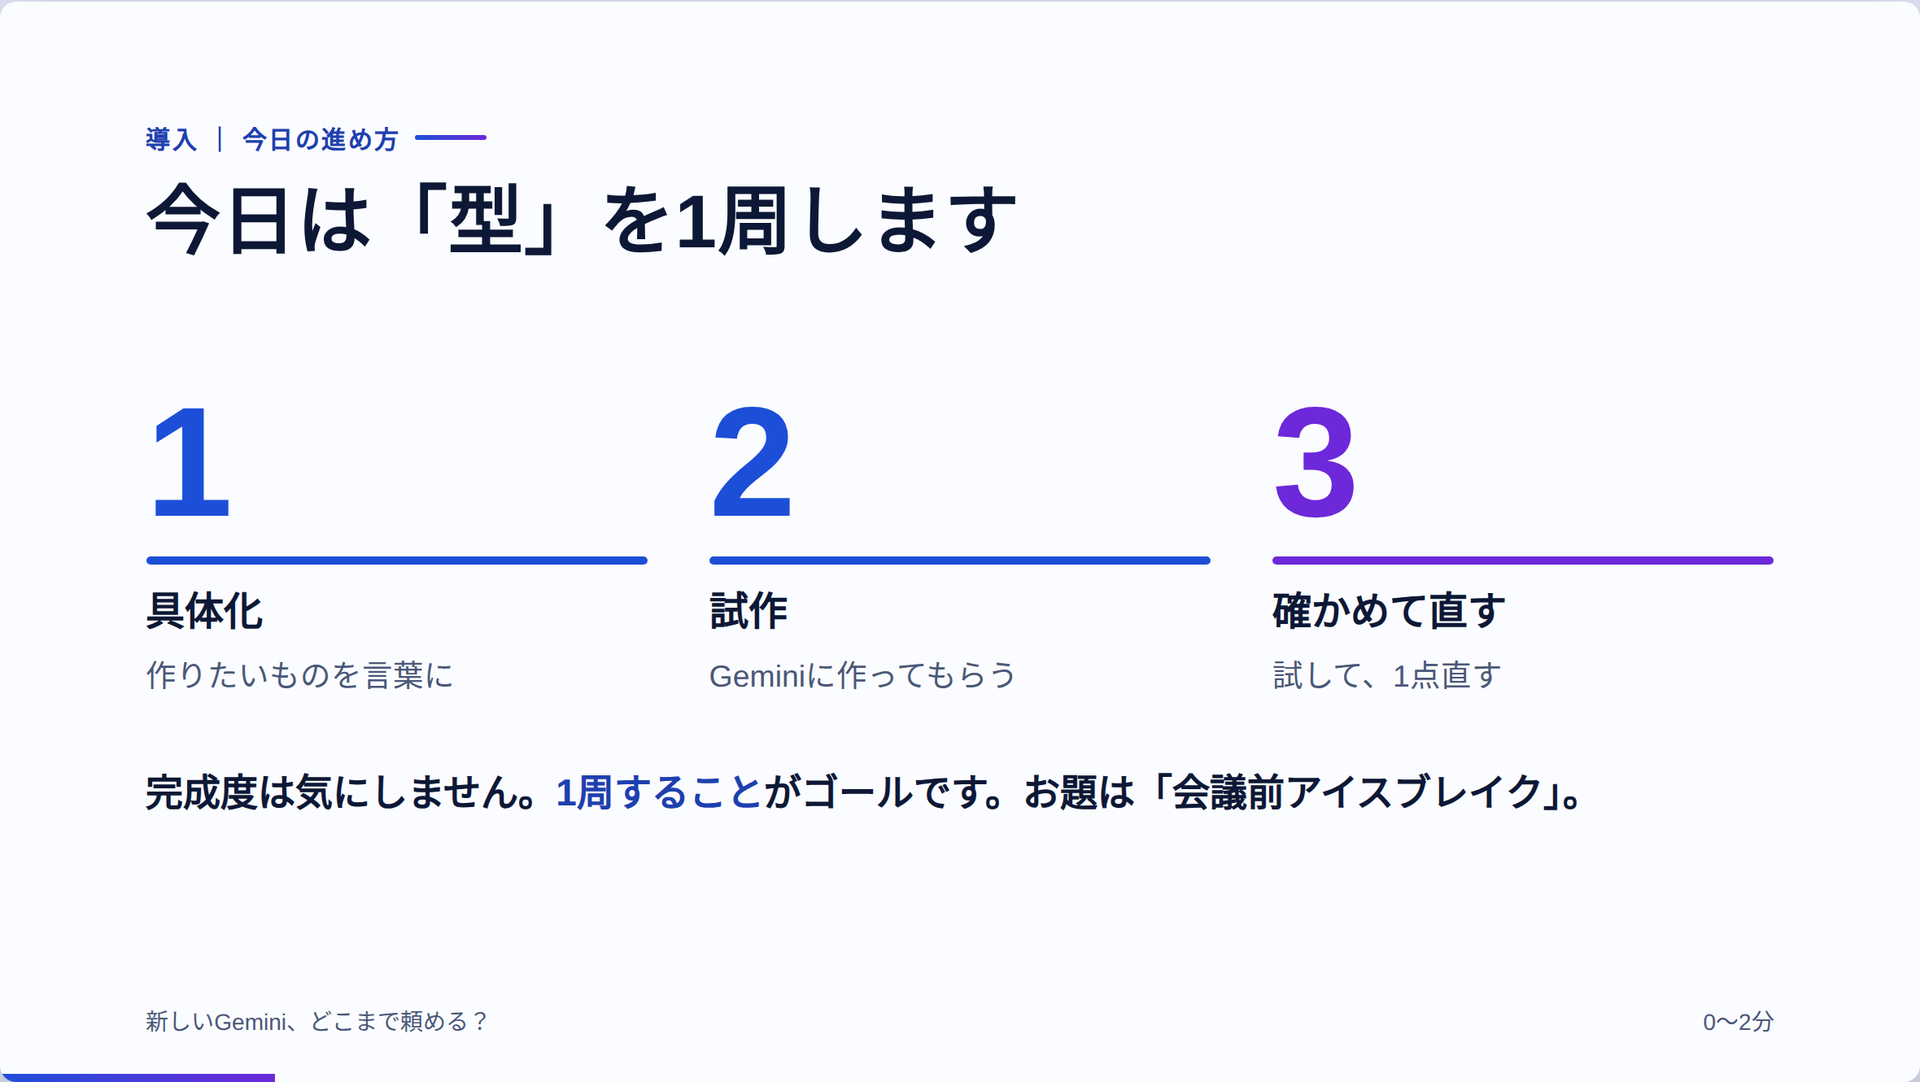 導入 | 今日の進め方
今日は「型」を1周します
1
具体化
作りたいものを言葉に
2
試作
Geminiに作ってもらう
3
確かめて直す
試して、1点直す
完成度は気にしません。1周することがゴールです。お題は「会議前アイスブレイク」。
新しいGemini、どこまで頼める？
0〜2分